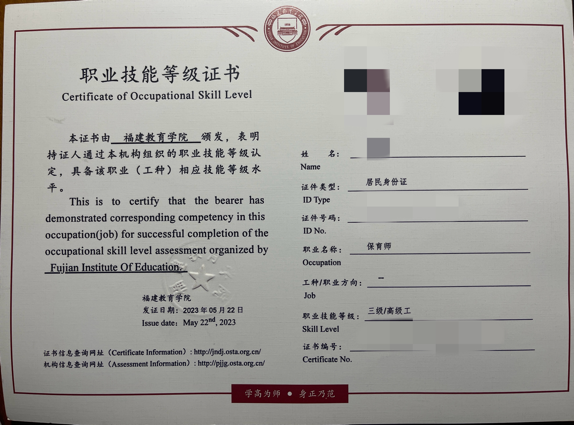 职业技能等级证书
Certificate of Occupational Skill Level
本证书由 福建教育学院 颁发，表明
持证人通过本机构组织的职业技能等级认
定，具备该职业（工种）相应技能等级水
平。
This is to certify that the bearer has
demonstrated corresponding competency in this
occupation(job) for successful completion of the
occupational skill level assessment organized by
Fujian Institute Of Education.
福建教育学院
发证日期：2023 年 05 月 22 日
Issue date: May 22nd, 2023
证书信息查询网址（Certificate Information）: http://jndj.osta.org.cn/
机构信息查询网址（Assessment Information）: http://pjjg.osta.org.cn/
姓 名：
Name
证件类型： 居民身份证
ID Type
证件号码：
ID No.
职业名称： 保育师
Occupation
工种/职业方向： --
Job
职业技能等级： 三级/高级工
Skill Level
证书编号：
Certificate No.
学高为师 ● 身正乃范